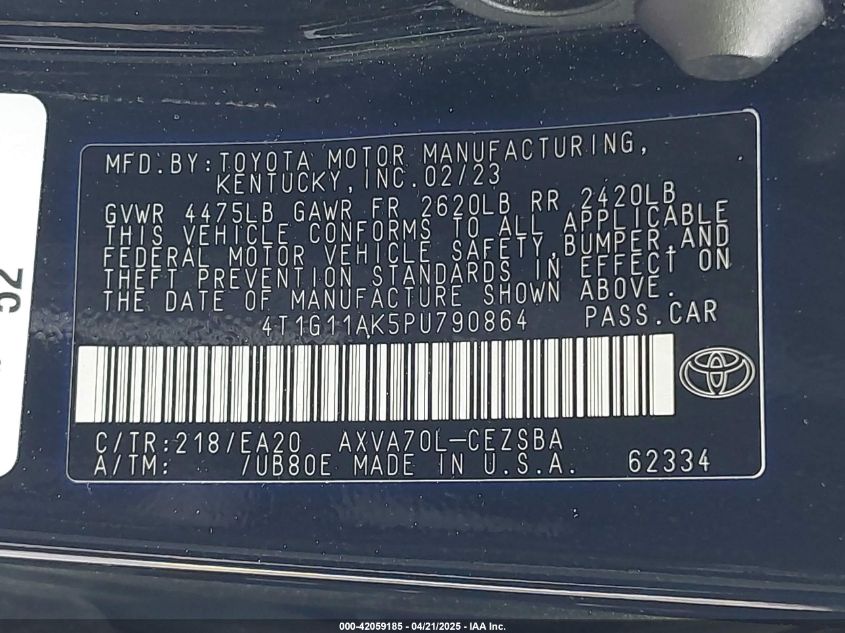 52
MFD.BY:TOYOTA MOTOR MANUFACTURING,
KENTUCKY,INC.02/23
GVWR 4475LB GAWR FR 2620LB RR 2420LB
THIS VEHICLE CONFORMS TO ALL APPLICABLE
FEDERAL MOTOR VEHICLE SAFETY,BUMPER,AND
THEFT PREVENTION STANDARDS IN EFFECT ON
THE DATE OF MANUFACTURE SHOWN ABOVE.
4T1G11AK5PU790864 PASS.CAR
C/TR:218/EA20 AXVA70L-CEZSBA
A/TM: /UB80E MADE IN U.S.A. 62334
000-42059185 - 04/21/2025 - IAA Inc.